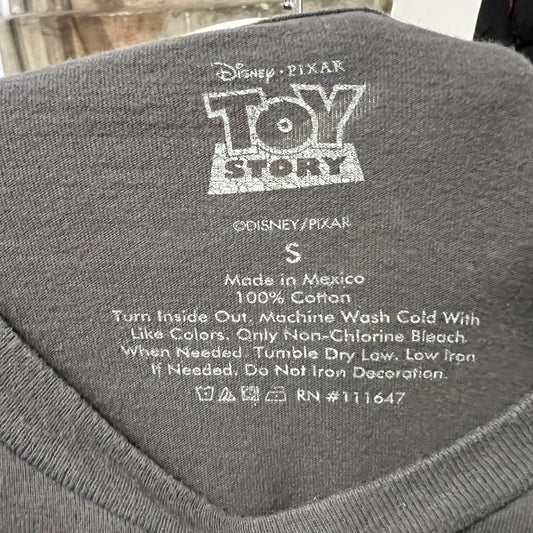 Disney · PIXAR
TOY
STORY
©DISNEY/PIXAR
S
Made in Mexico
100% Cotton
Turn Inside Out. Machine Wash Cold With
Like Colors. Only Non-Chlorine Bleach
When Needed. Tumble Dry Low. Low Iron
If Needed. Do Not Iron Decoration.
RN #111647